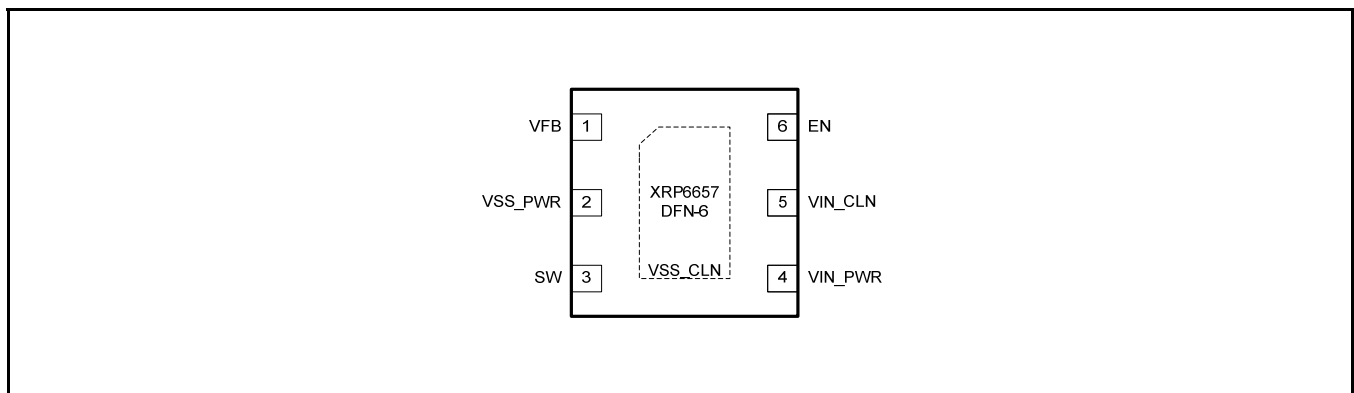 VFB 1 6 EN
XRP6657
DFN-6
VSS_PWR 2 5 VIN_CLN
VSS_CLN
SW 3 4 VIN_PWR